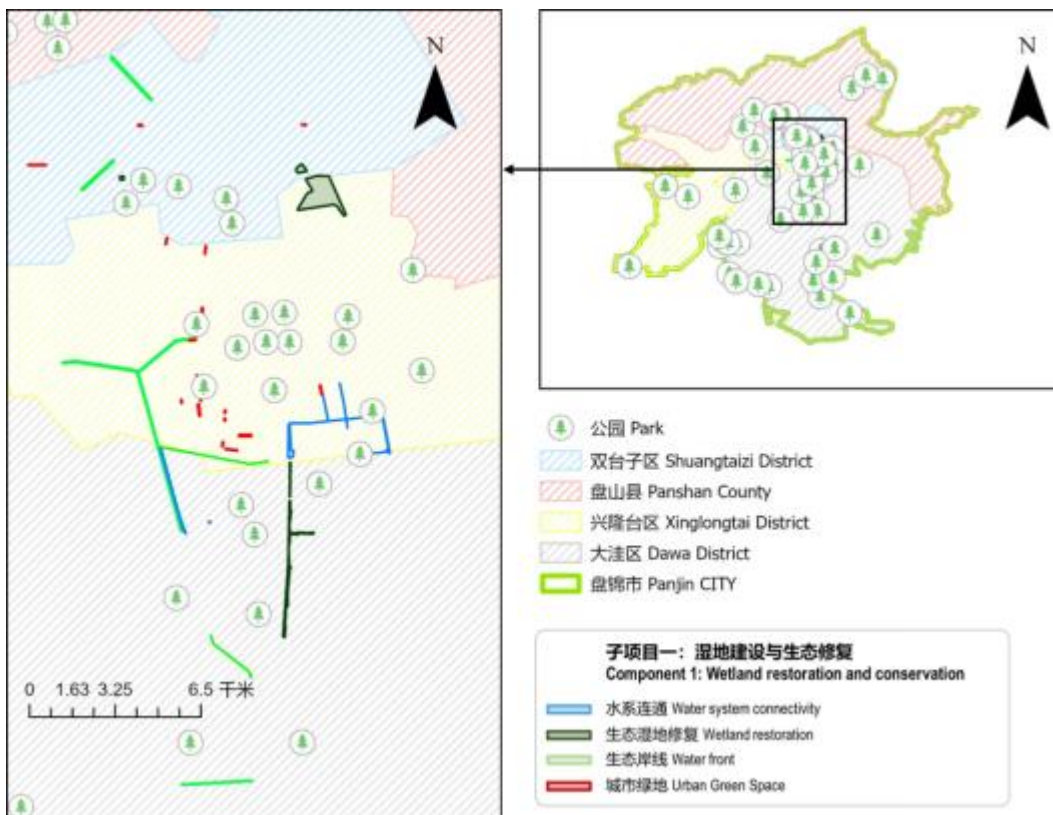 N
0 1.63 3.25 6.5 千米
N
公园 Park
双台子区 Shuangtaizi District
盘山县 Panshan County
兴隆台区 Xinglongtai District
大洼区 Dawa District
盘锦市 Panjin CITY
子项目一：湿地建设与生态修复
Component 1: Wetland restoration and conservation
水系连通 Water system connectivity
生态湿地修复 Wetland restoration
生态岸线 Water front
城市绿地 Urban Green Space